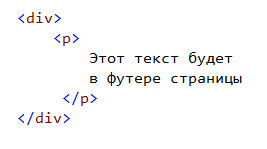 <div>
<p>
Этот текст будет
в футере страницы
</p>
</div>